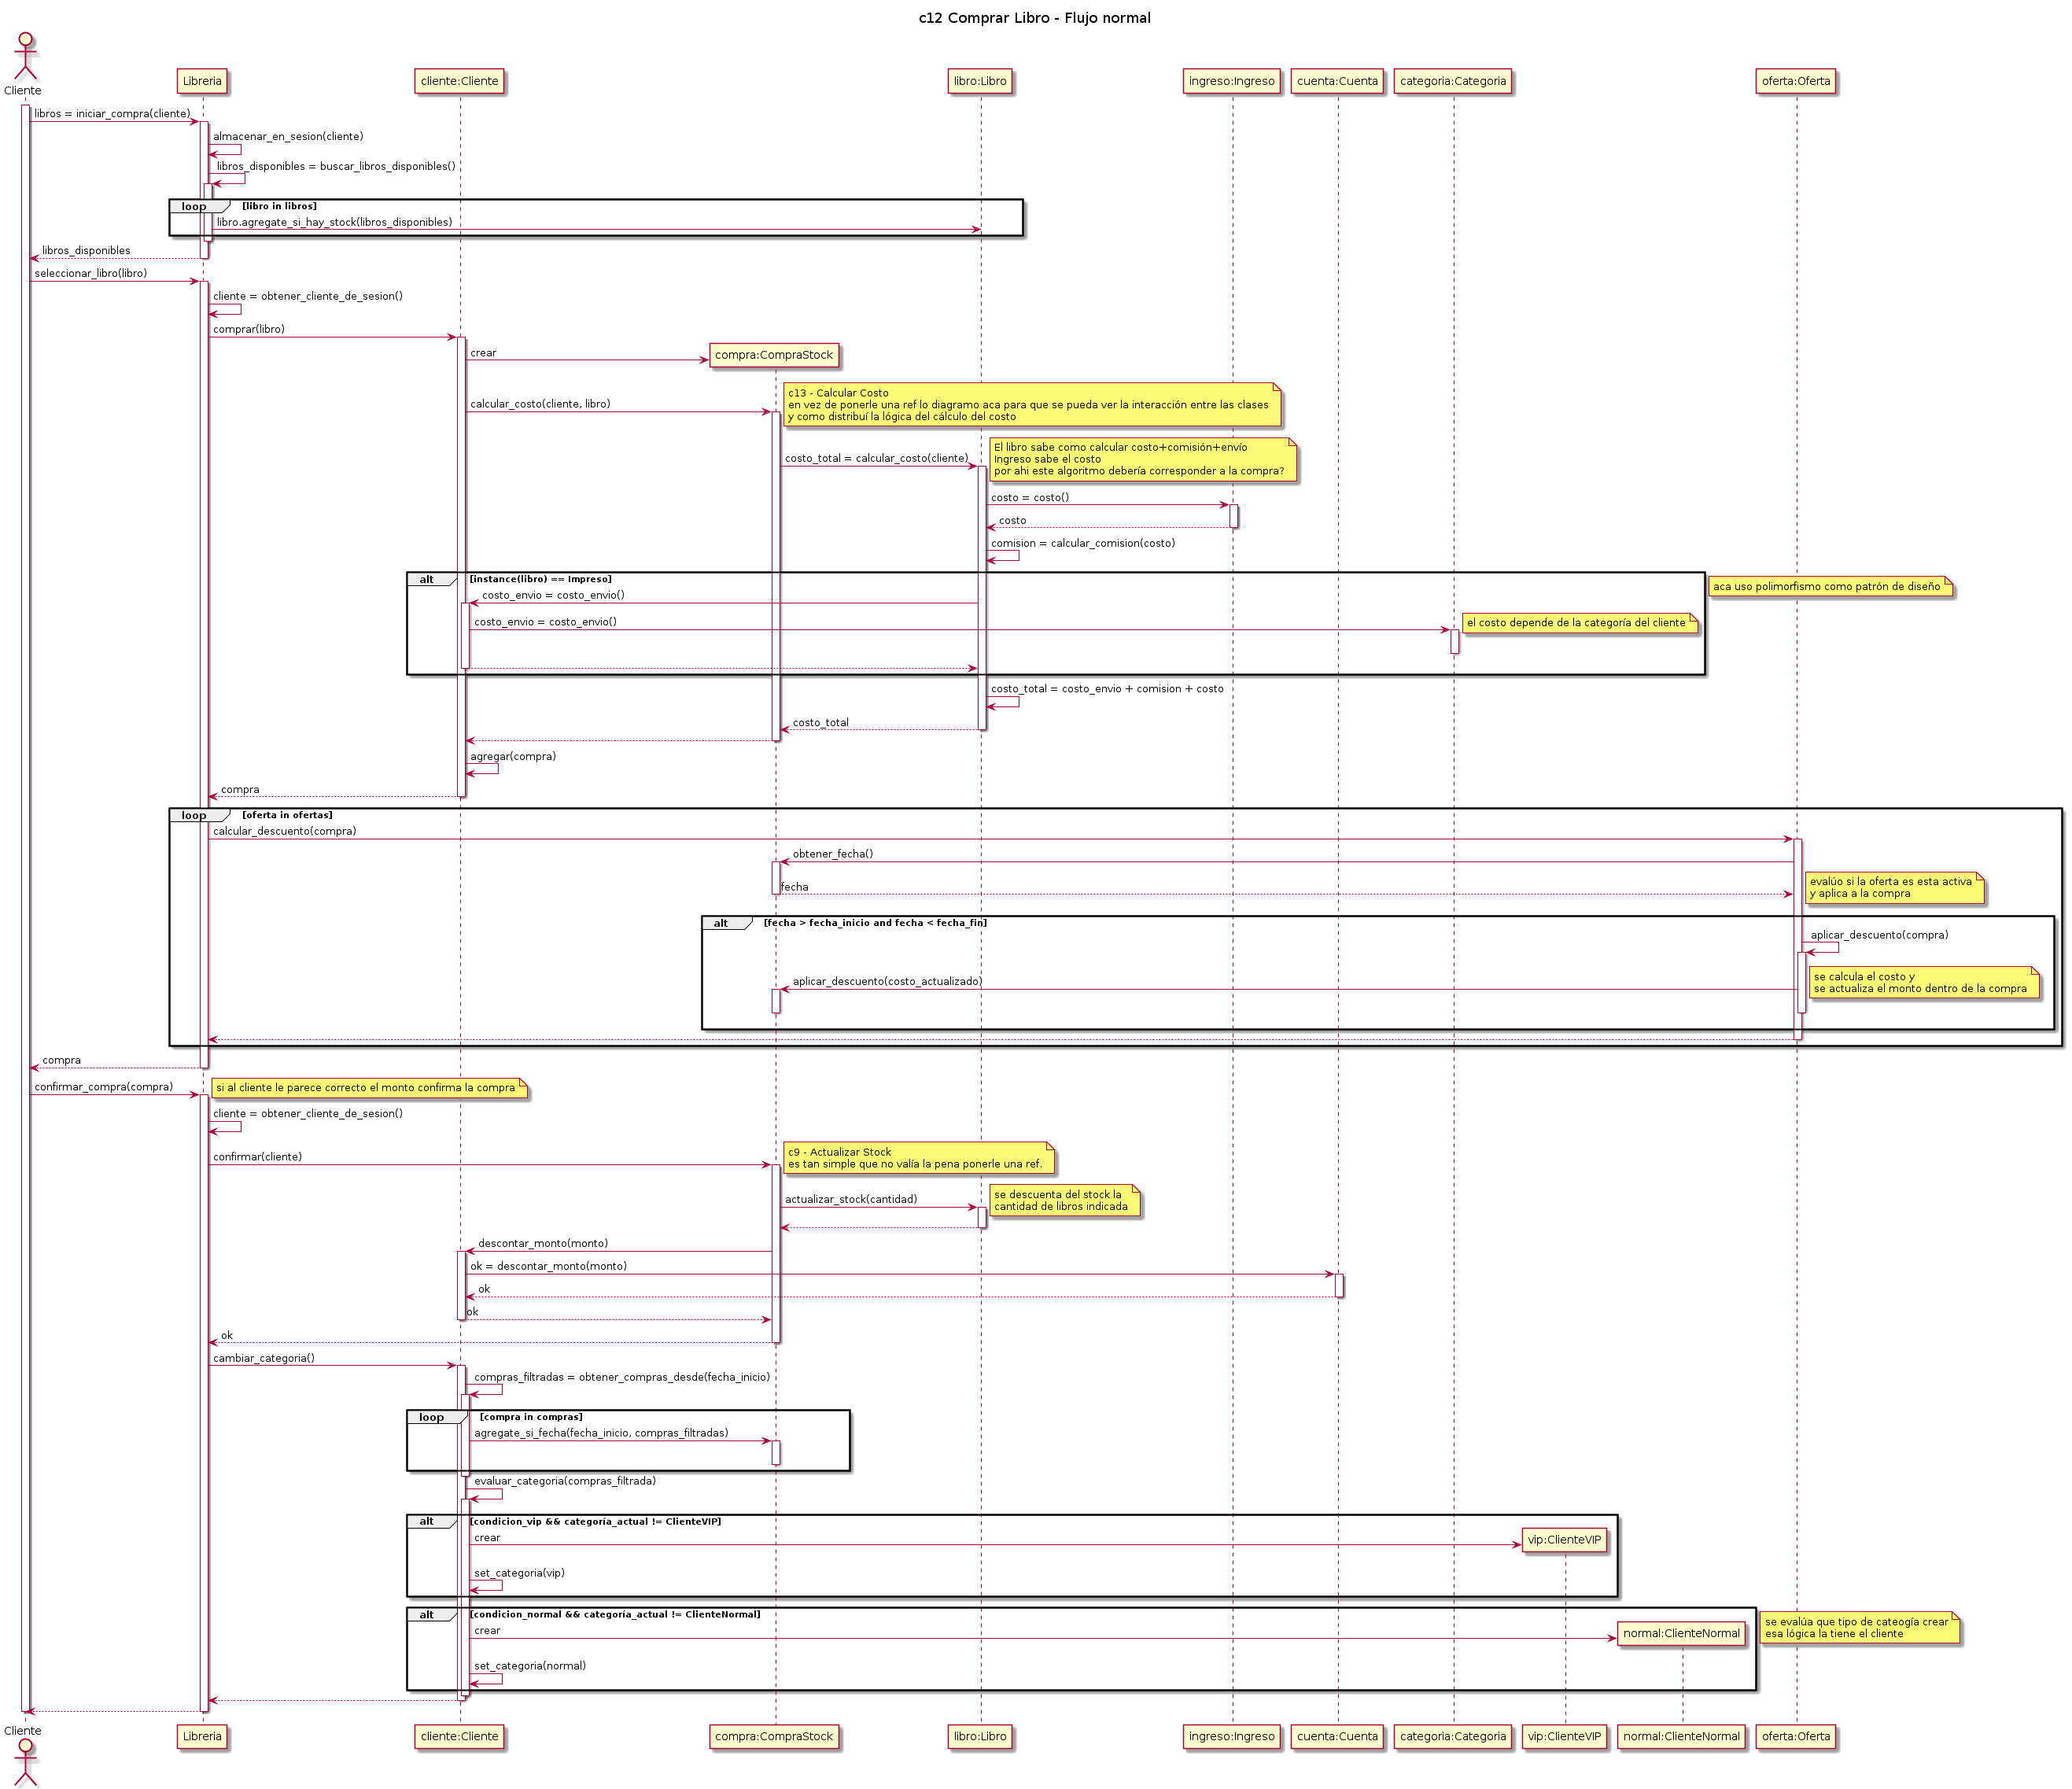 c12 Comprar Libro - Flujo normal
Cliente
Libreria
cliente:Cliente
libro:Libro
ingreso:Ingreso
cuenta:Cuenta
categoria:Categoria
oferta:Oferta
libros = iniciar_compra(cliente)
almacenar_en_sesion(cliente)
libros_disponibles = buscar_libros_disponibles()
loop
[libro in libros]
libro.agregate_si_hay_stock(libros_disponibles)
libros_disponibles
seleccionar_libro(libro)
cliente = obtener_cliente_de_sesion()
comprar(libro)
crear
compra:CompraStock
c13 - Calcular Costo
en vez de ponerle una ref lo diagramo aca para que se pueda ver la interacción entre las clases
y como distribuí la lógica del cálculo del costo
calcular_costo(cliente, libro)
El libro sabe como calcular costo+comisión+envío
Ingreso sabe el costo
por ahi este algoritmo debería corresponder a la compra?
costo_total = calcular_costo(cliente)
costo = costo()
costo
comision = calcular_comision(costo)
alt
[instance(libro) == Impreso]
aca uso polimorfismo como patrón de diseño
costo_envio = costo_envio()
costo_envio = costo_envio()
el costo depende de la categoría del cliente
costo_total = costo_envio + comision + costo
costo_total
agregar(compra)
compra
loop
[oferta in ofertas]
calcular_descuento(compra)
obtener_fecha()
fecha
evalúo si la oferta es esta activa
y aplica a la compra
alt
[fecha > fecha_inicio and fecha < fecha_fin]
aplicar_descuento(compra)
aplicar_descuento(costo_actualizado)
se calcula el costo y
se actualiza el monto dentro de la compra
compra
confirmar_compra(compra)
si al cliente le parece correcto el monto confirma la compra
cliente = obtener_cliente_de_sesion()
confirmar(cliente)
c9 - Actualizar Stock
es tan simple que no valía la pena ponerle una ref.
actualizar_stock(cantidad)
se descuenta del stock la
cantidad de libros indicada
descontar_monto(monto)
ok = descontar_monto(monto)
ok
ok
ok
cambiar_categoria()
compras_filtradas = obtener_compras_desde(fecha_inicio)
loop
[compra in compras]
agregate_si_fecha(fecha_inicio, compras_filtradas)
evaluar_categoria(compras_filtrada)
alt
[condicion_vip && categoría_actual != ClienteVIP]
crear
vip:ClienteVIP
set_categoria(vip)
alt
[condicion_normal && categoría_actual != ClienteNormal]
crear
normal:ClienteNormal
se evalúa que tipo de cateogía crear
esa lógica la tiene el cliente
set_categoria(normal)
Cliente
Libreria
cliente:Cliente
compra:CompraStock
libro:Libro
ingreso:Ingreso
cuenta:Cuenta
categoria:Categoria
vip:ClienteVIP
normal:ClienteNormal
oferta:Oferta